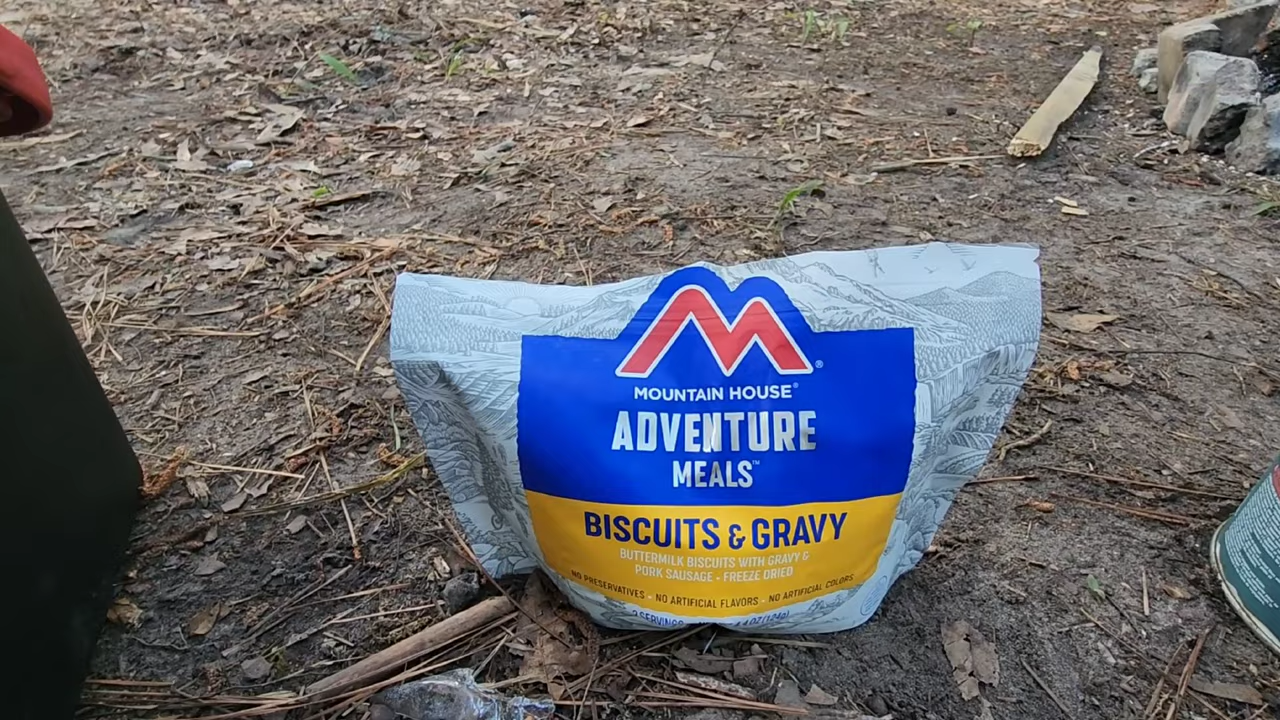 MOUNTAIN HOUSE®
ADVENTURE
MEALS™
BISCUITS & GRAVY
BUTTERMILK BISCUITS WITH GRAVY &
PORK SAUSAGE • FREEZE DRIED
NO PRESERVATIVES • NO ARTIFICIAL FLAVORS • NO ARTIFICIAL COLORS